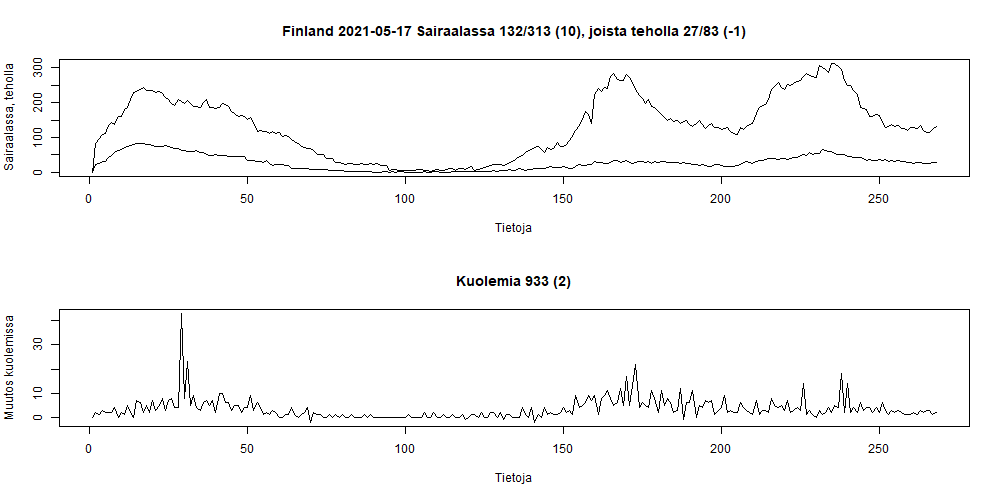 Finland 2021-05-17 Sairaalassa 132/313 (10), joista teholla 27/83 (-1)
Sairaalassa, teholla
0 100 200 300
0 50 100 150 200 250
Tietoja
Kuolemia 933 (2)
Muutos kuolemissa
0 10 30
0 50 100 150 200 250
Tietoja